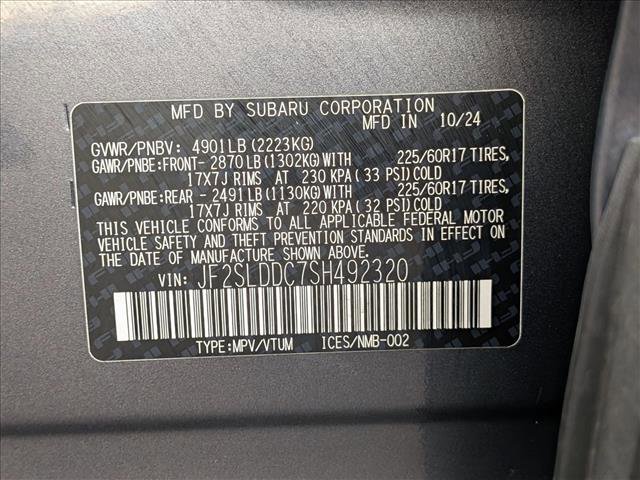 MFD BY SUBARU CORPORATION
MFD IN 10/24
GVWR/PNBV: 4901LB(2223KG)
GAWR/PNBE:FRONT- 2870LB(1302KG)WITH 225/60R17 TIRES,
17X7J RIMS AT 230 KPA(33 PSI)COLD
GAWR/PNBE:REAR - 2491LB(1130KG)WITH 225/60R17 TIRES,
17X7J RIMS AT 220 KPA(32 PSI)COLD
THIS VEHICLE CONFORMS TO ALL APPLICABLE FEDERAL MOTOR
VEHICLE SAFETY AND THEFT PREVENTION STANDARDS IN EFFECT
ON THE DATE OF MANUFACTURE SHOWN ABOVE.
VIN: JF2SLDDC7SH492320
TYPE:MPV/VTUM ICES/NMB-002